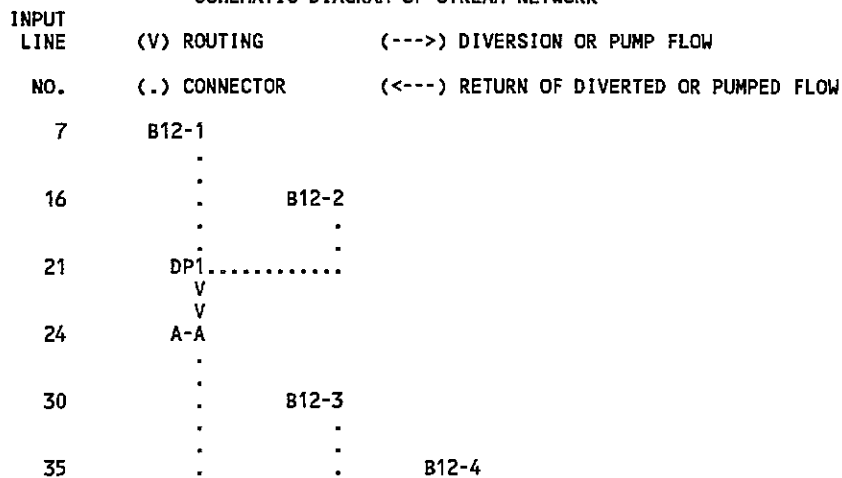 INPUT
LINE (V) ROUTING (--->) DIVERSION OR PUMP FLOW
NO. (.) CONNECTOR (<---) RETURN OF DIVERTED OR PUMPED FLOW
7 B12-1
.
.
16 . B12-2
. .
. .
21 DP1............
V
V
24 A-A
.
.
30 . B12-3
. .
. .
35 . . B12-4